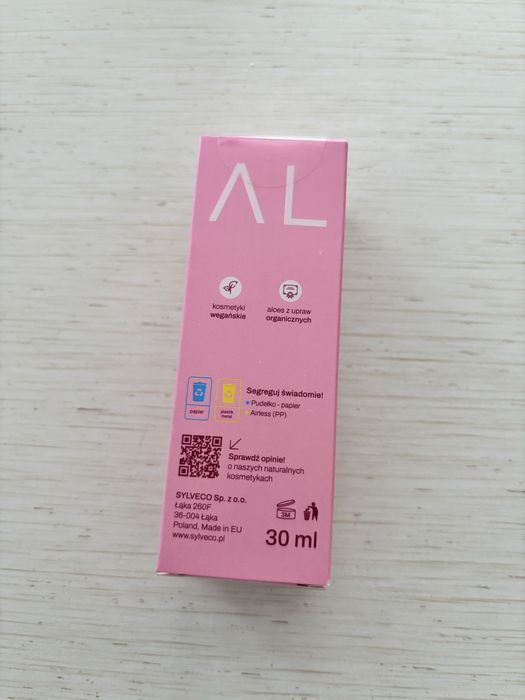 AL
kosmetyki
wegańskie
aloes z upraw
organicznych
papier
plastik
metal
Segreguj świadomie!
Pudełko - papier
Airless (PP)
Sprawdź opinie!
o naszych naturalnych
kosmetykach
SYLVECO Sp. z o.o.
Łąka 260F
36-004 Łąka
Poland, Made in EU
www.sylveco.pl
3M
30 ml